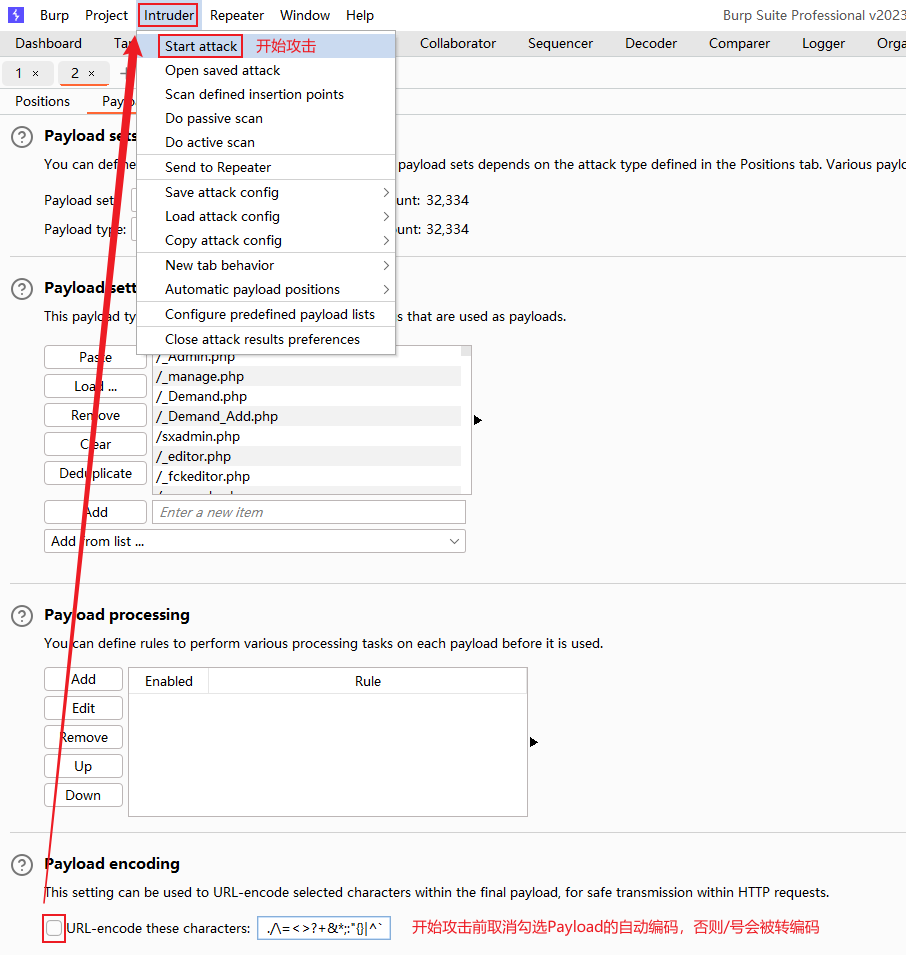 Burp Project Intruder Repeater Window Help Burp Suite Professional v2023
Dashboard Collaborator Sequencer Decoder Comparer Logger
Start attack 开始攻击
1 × 2 ×
Open saved attack
Scan defined insertion points
Positions
Do passive scan
Payload sets
Do active scan
You can define payload sets depends on the attack type defined in the Positions tab. Various
Send to Repeater
Save attack config
Payload set: unt: 32,334
Load attack config
Payload type: ount: 32,334
Copy attack config
New tab behavior
Payload sett
Automatic payload positions
This payload ty s that are used as payloads.
Configure predefined payload lists
Close attack results preferences
Paste /_Admin.php
/_manage.php
Load ...
/_Demand.php
Remove /_Demand_Add.php
/sxadmin.php
Clear
/_editor.php
Deduplicate /_fckeditor.php
Add Enter a new item
Add from list ...
Payload processing
You can define rules to perform various processing tasks on each payload before it is used.
Add Enabled Rule
Edit
Remove
Up
Down
Payload encoding
This setting can be used to URL-encode selected characters within the final payload, for safe transmission within HTTP requests.
URL-encode these characters: ./\=<>?+&*;:"{}|^` 开始攻击前取消勾选Payload的自动编码，否则/号会被转编码